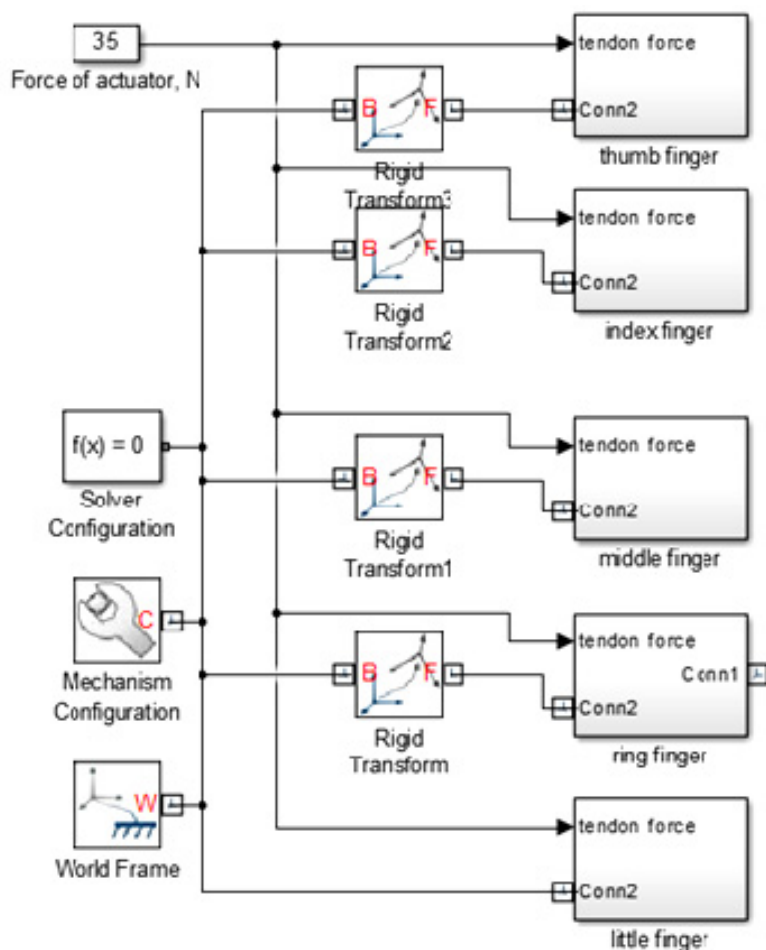 35
Force of actuator, N
tendon force
Conn2
thumb finger
B
F
Rigid
Transform3
tendon force
Conn2
index finger
B
F
Rigid
Transform2
f(x) = 0
Solver
Configuration
tendon force
Conn2
middle finger
B
F
Rigid
Transform1
C
Mechanism
Configuration
tendon force
Conn1
Conn2
ring finger
B
F
Rigid
Transform
W
World Frame
tendon force
Conn2
little finger